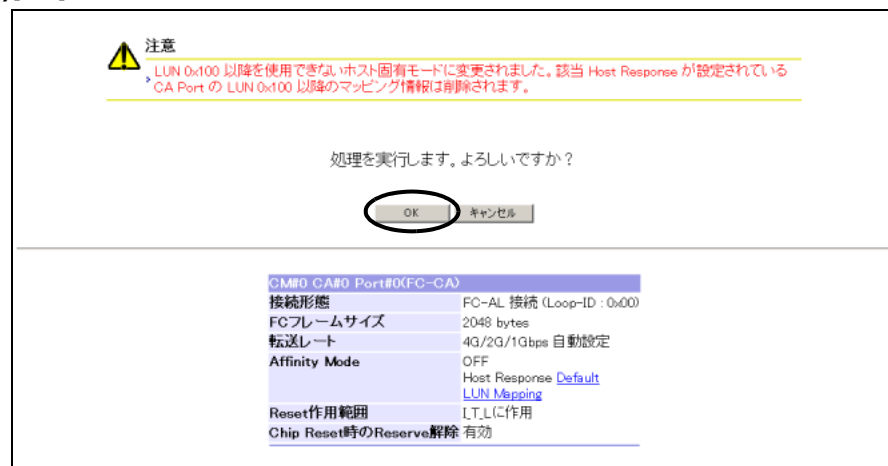 注意
LUN 0x100 以降を使用できないホスト固有モードに変更されました。該当 Host Response が設定されている
CA Port の LUN 0x100 以降のマッピング情報は削除されます。
処理を実行します。よろしいですか？
OK キャンセル
CM#0 CA#0 Port#0(FC-CA)
接続形態 FC-AL 接続 (Loop-ID : 0x00)
FCフレームサイズ 2048 bytes
転送レート 4G/2G/1Gbps 自動設定
Affinity Mode OFF
Host Response Default
LUN Mapping
Reset作用範囲 I_T_Lに作用
Chip Reset時のReserve解除 有効